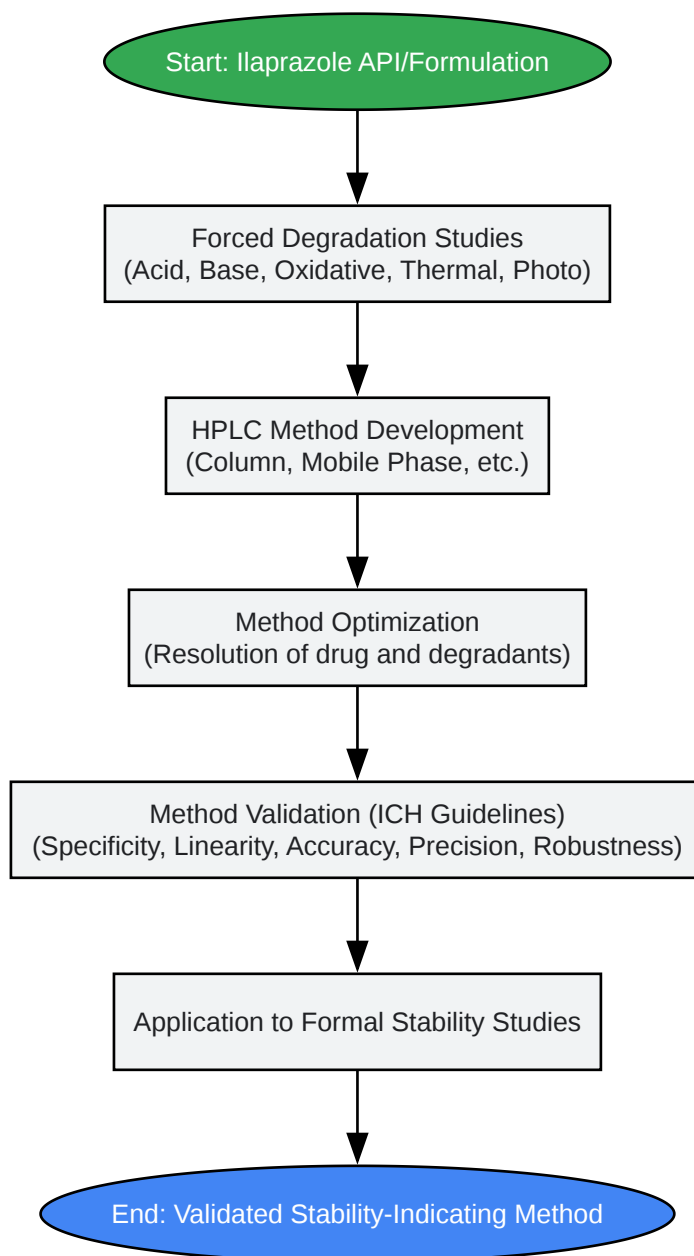 Start: Ilaprazole API/Formulation
Forced Degradation Studies
(Acid, Base, Oxidative, Thermal, Photo)
HPLC Method Development
(Column, Mobile Phase, etc.)
Method Optimization
(Resolution of drug and degradants)
Method Validation (ICH Guidelines)
(Specificity, Linearity, Accuracy, Precision, Robustness)
Application to Formal Stability Studies
End: Validated Stability-Indicating Method